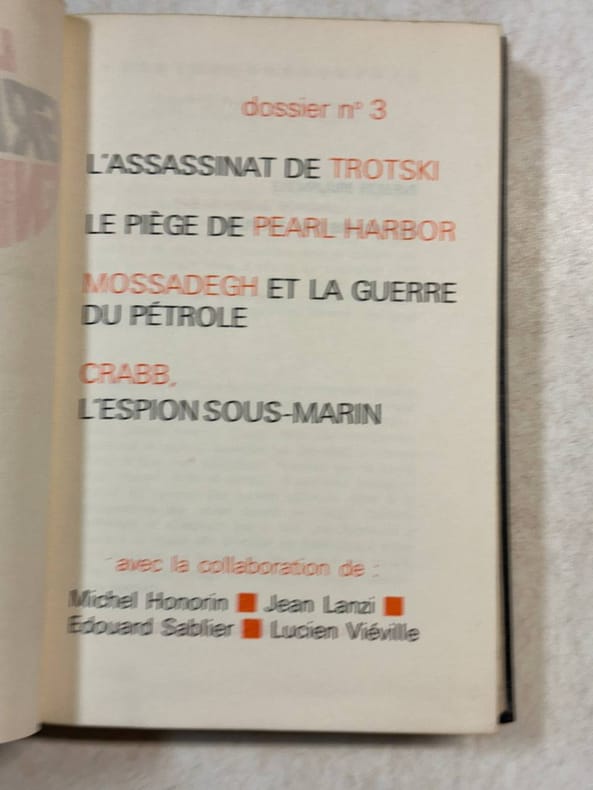 dossier n° 3
L'ASSASSINAT DE TROTSKI
LE PIÈGE DE PEARL HARBOR
MOSSADEGH ET LA GUERRE
DU PÉTROLE
CRABB,
L'ESPION SOUS-MARIN
avec la collaboration de :
Michel Honorin ■ Jean Lanzi ■
Edouard Sablier ■ Lucien Viéville